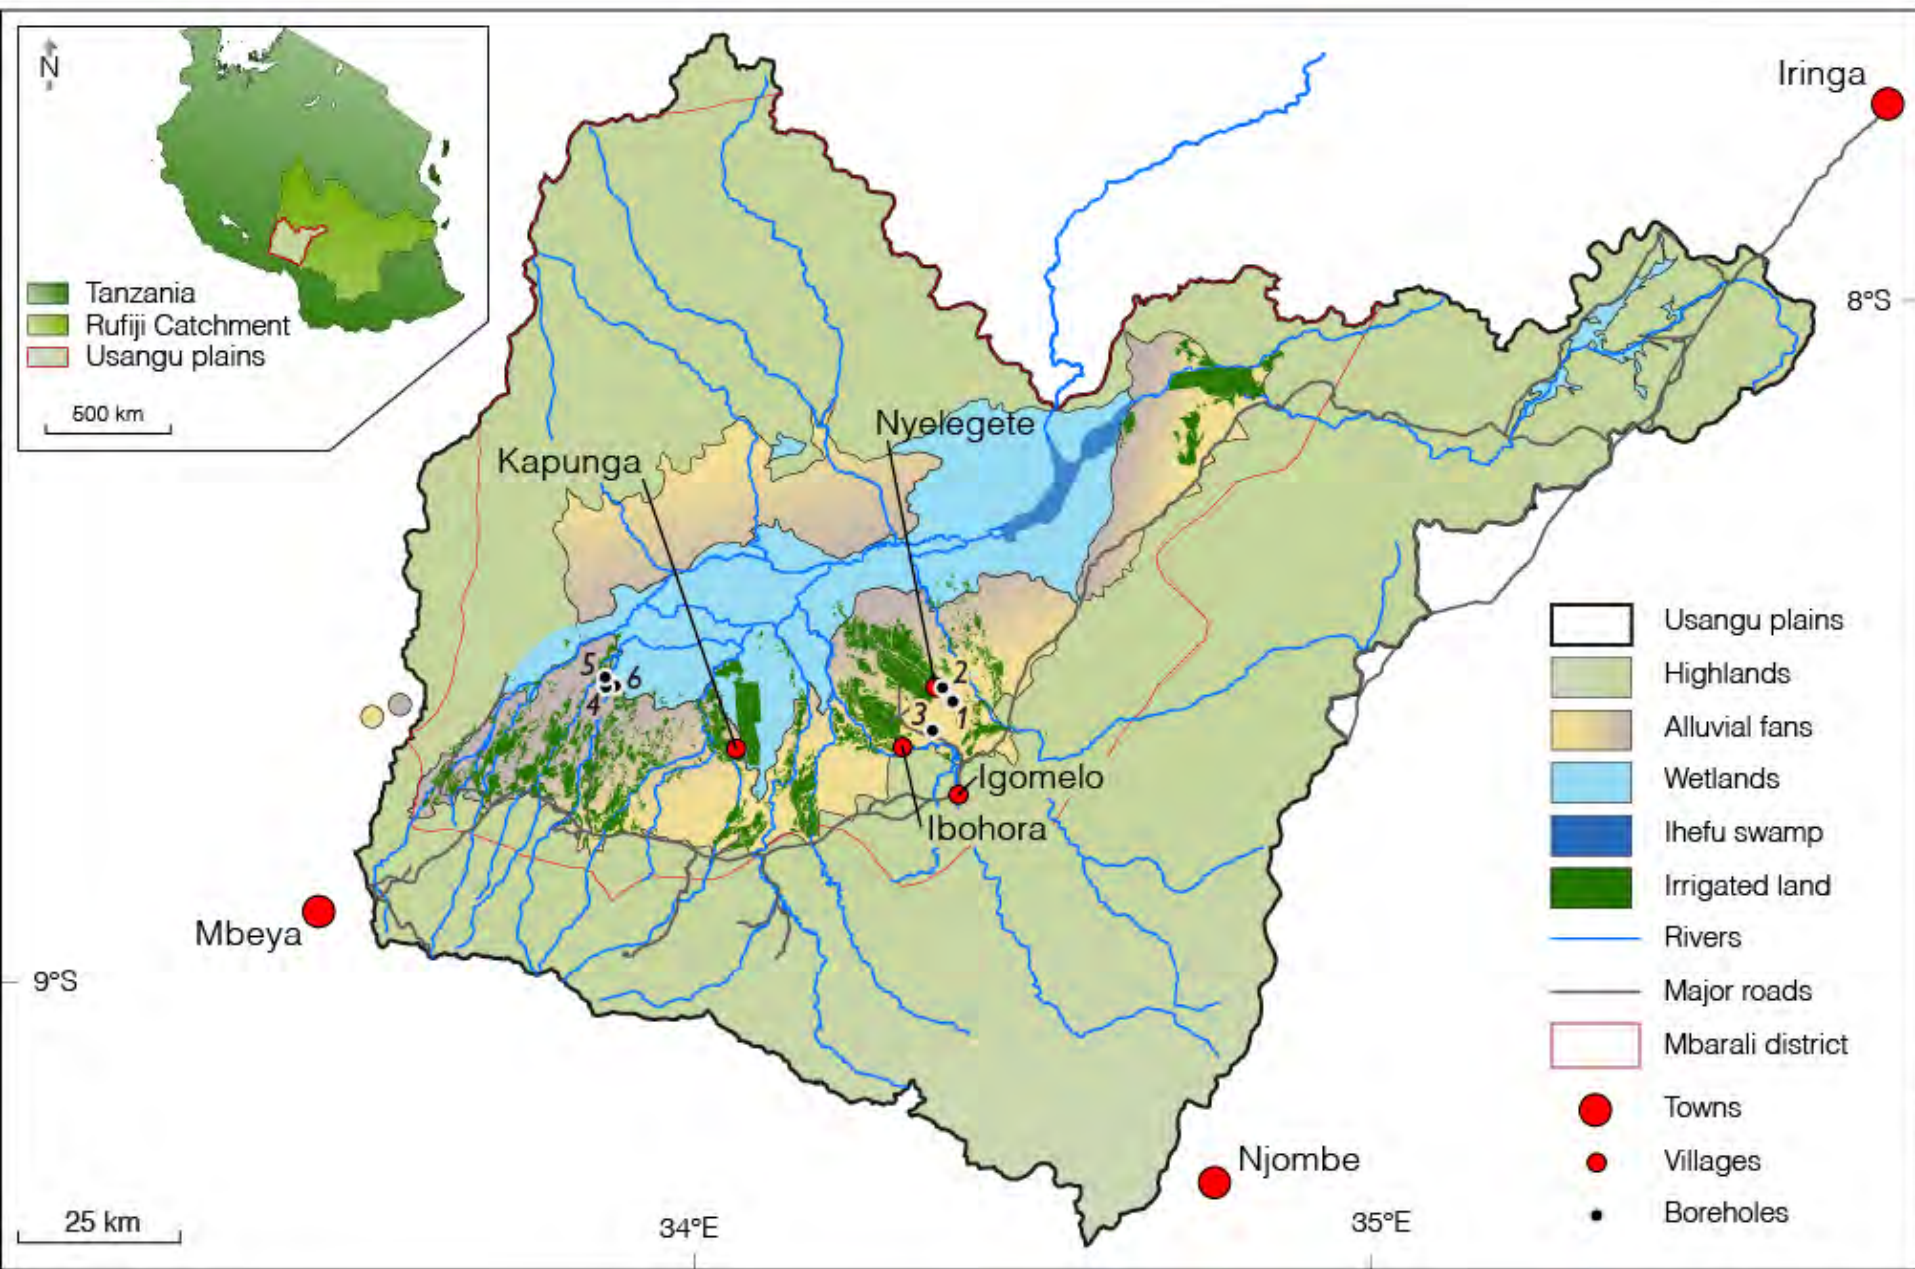 N
Tanzania
Rufiji Catchment
Usangu plains
500 km
Iringa
8°S
Nyelegete
Kapunga
5
6
4
2
1
3
Igomelo
Ibohora
Mbeya
9°S
Njombe
25 km
34°E
35°E
Usangu plains
Highlands
Alluvial fans
Wetlands
Ihefu swamp
Irrigated land
Rivers
Major roads
Mbarali district
Towns
Villages
Boreholes